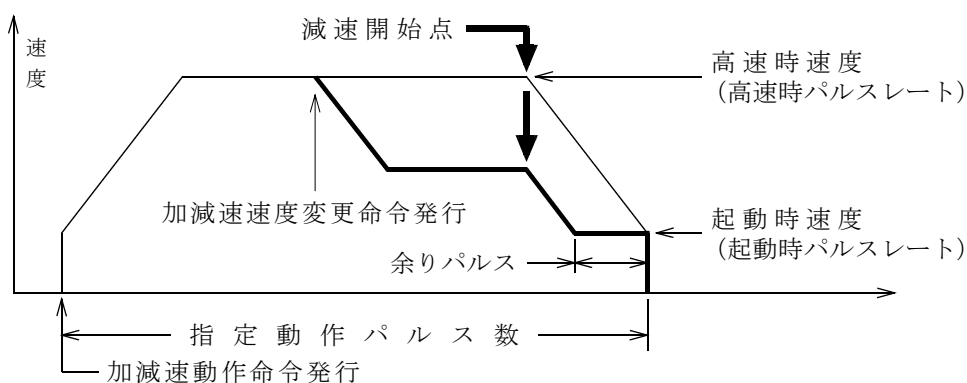 減速開始点
速
度
高速時速度
(高速時パルスレート)
加減速速度変更命令発行
起動時速度
(起動時パルスレート)
余りパルス
指定動作パルス数
加減速動作命令発行